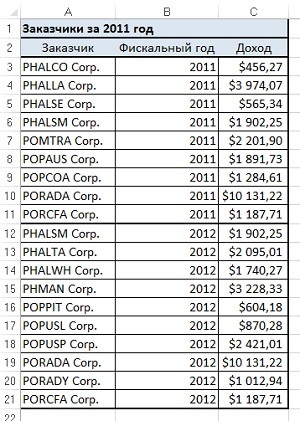 A B C
1 Заказчики за 2011 год
2 Заказчик Фискальный год Доход
3 PHALCO Corp. 2011 $456,27
4 PHALLA Corp. 2011 $3 974,07
5 PHALSE Corp. 2011 $565,34
6 PHALSM Corp. 2011 $1 902,25
7 POMTRA Corp. 2011 $2 201,90
8 POPAUS Corp. 2011 $1 891,73
9 POPCOA Corp. 2011 $1 284,61
10 PORADA Corp. 2011 $10 131,22
11 PORCFA Corp. 2011 $1 187,71
12 PHALSM Corp. 2012 $1 902,25
13 PHALTA Corp. 2012 $2 095,01
14 PHALWH Corp. 2012 $1 740,27
15 PHMAN Corp. 2012 $3 228,33
16 POPPIT Corp. 2012 $604,18
17 POPUSL Corp. 2012 $870,28
18 POPUSP Corp. 2012 $2 421,01
19 PORADA Corp. 2012 $10 131,22
20 PORADY Corp. 2012 $1 012,94
21 PORCFA Corp. 2012 $1 187,71
22